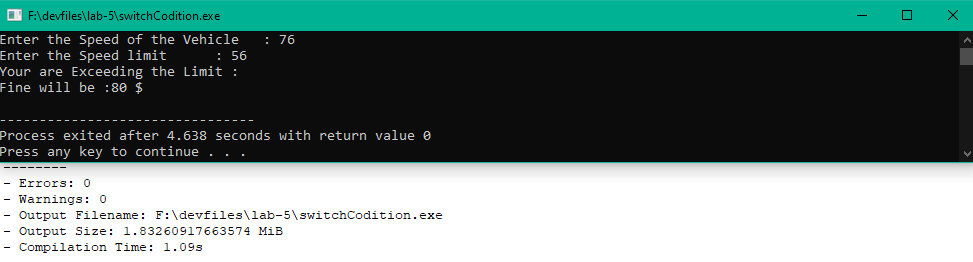 F:\devfiles\lab-5\switchCodition.exe
Enter the Speed of the Vehicle   : 76
Enter the Speed limit      : 56
Your are Exceeding the Limit :
Fine will be :80 $
--------------------------------
Process exited after 4.638 seconds with return value 0
Press any key to continue . . .
--------
- Errors: 0
- Warnings: 0
- Output Filename: F:\devfiles\lab-5\switchCodition.exe
- Output Size: 1.83260917663574 MiB
- Compilation Time: 1.09s